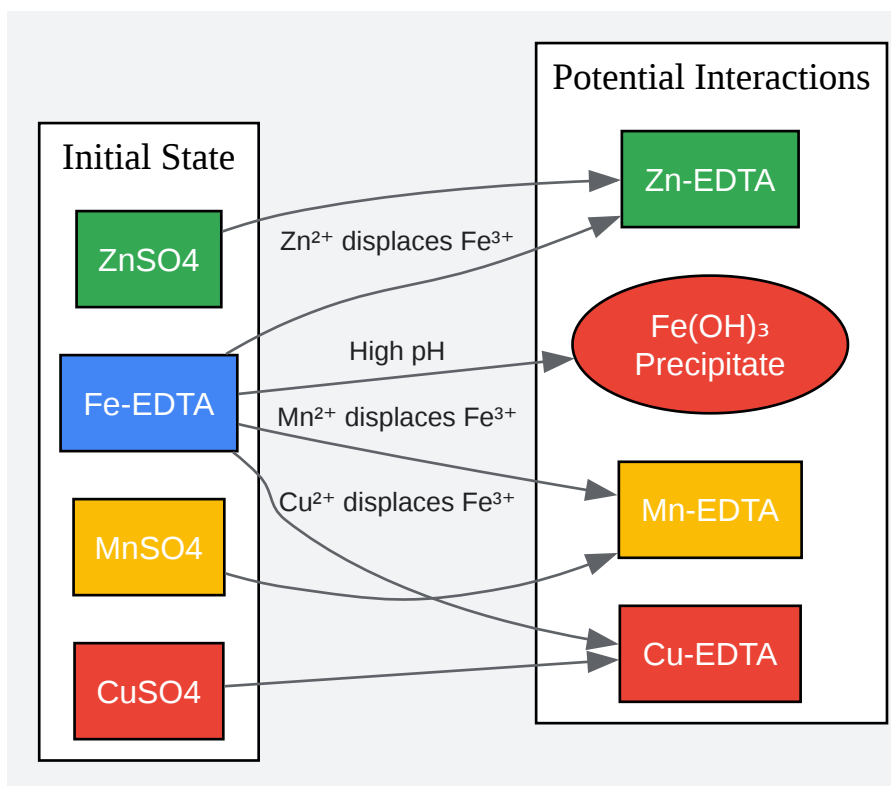 Potential Interactions
Initial State
Zn-EDTA
ZnSO4
Zn²⁺ displaces Fe³⁺
Fe(OH)₃
Precipitate
High pH
Fe-EDTA
Mn²⁺ displaces Fe³⁺
Cu²⁺ displaces Fe³⁺
Mn-EDTA
MnSO4
Cu-EDTA
CuSO4